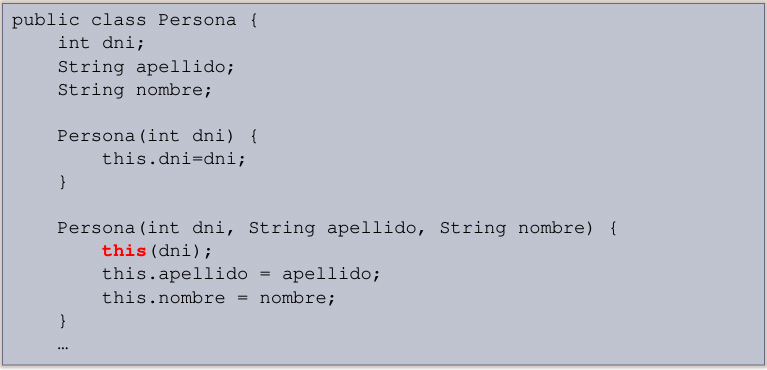 public class Persona {
    int dni;
    String apellido;
    String nombre;

    Persona(int dni) {
        this.dni=dni;
    }

    Persona(int dni, String apellido, String nombre) {
        this(dni);
        this.apellido = apellido;
        this.nombre = nombre;
    }
    …